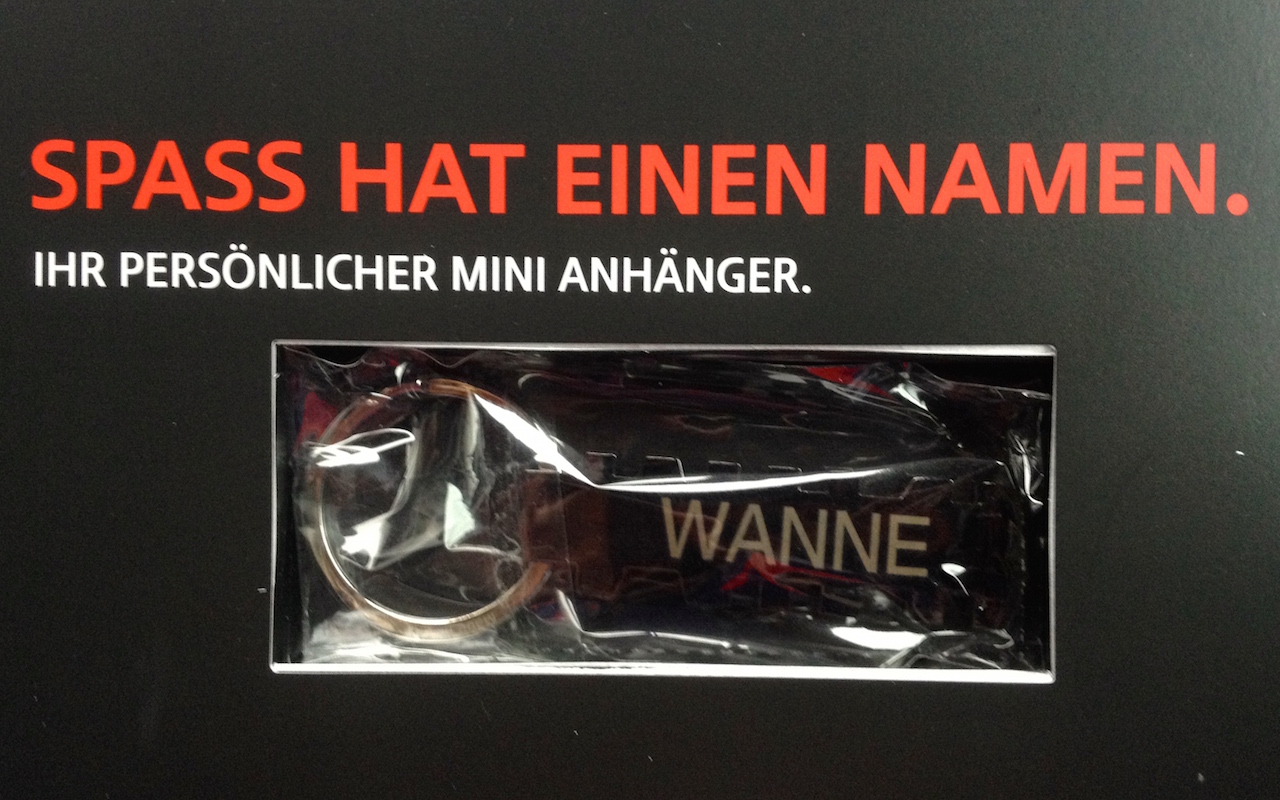 SPASS HAT EINEN NAMEN.
IHR PERSÖNLICHER MINI ANHÄNGER.
WANNE